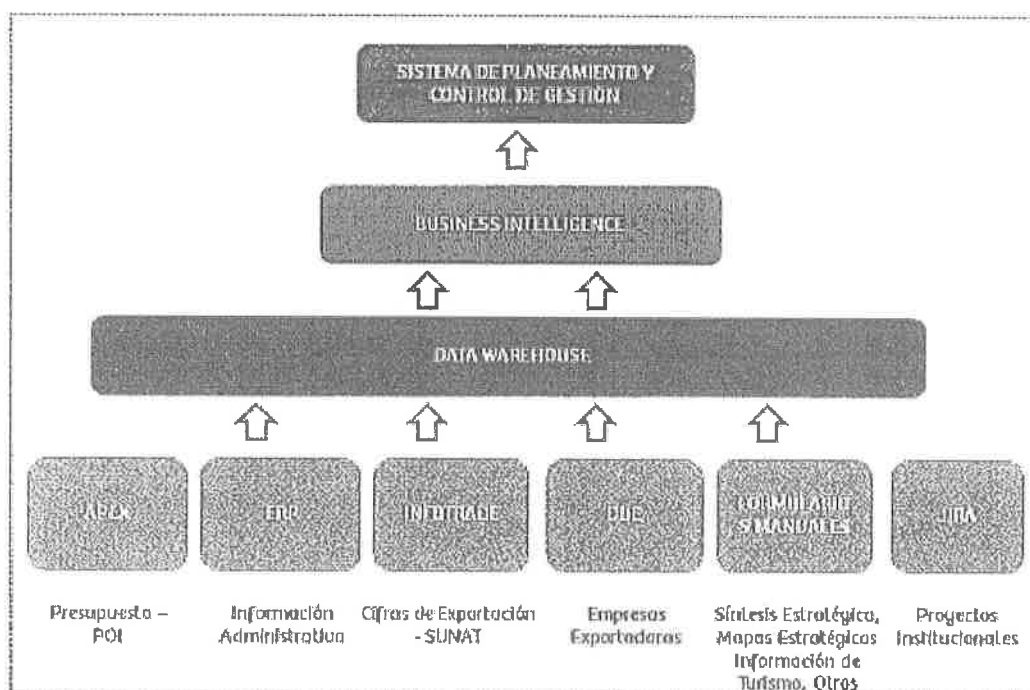 SISTEMA DE PLANEAMIENTO Y
CONTROL DE GESTIÓN
BUSINESS INTELLIGENCE
DATA WAREHOUSE
APEX
ERP
INFOTRADE
DUE
FORMULARIO
S MANUALES
JIRA
Presupuesto –
POI
Información
Administrativa
Cifras de Exportación
- SUNAT
Empresas
Exportadoras
Síntesis Estratégica,
Mapas Estratégicos
Información de
Turismo, Otros
Proyectos
Institucionales